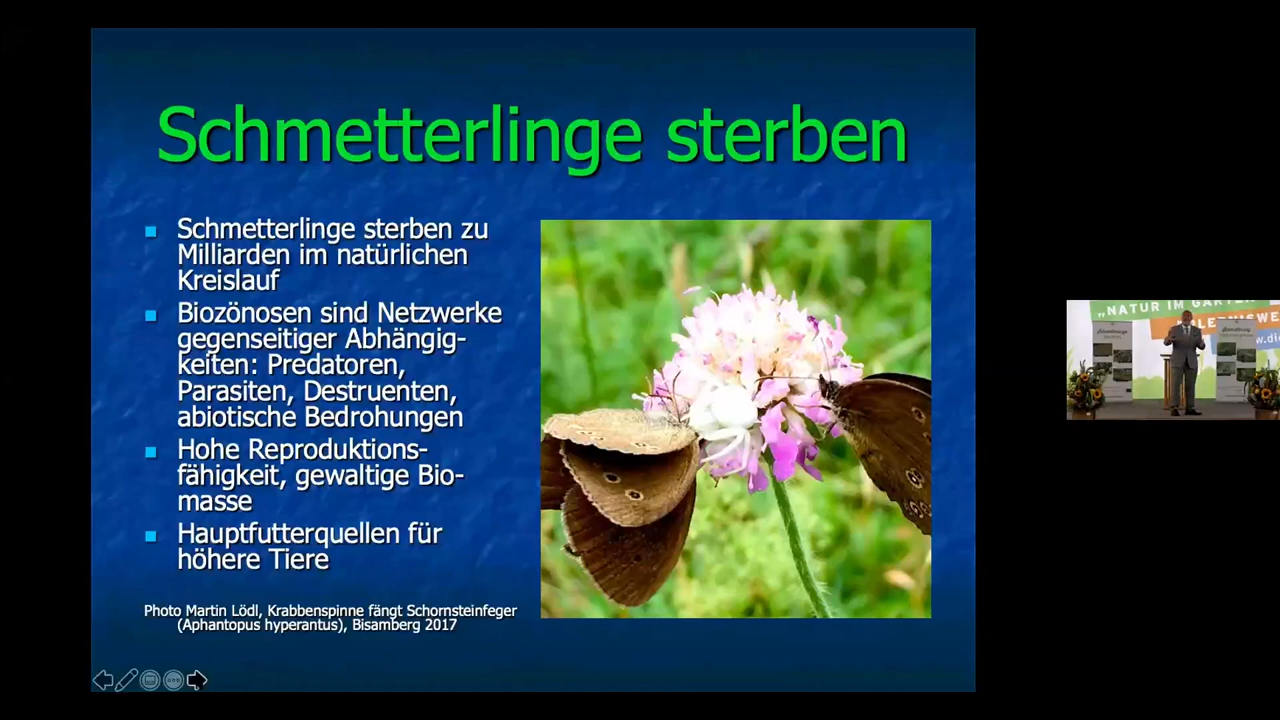 Schmetterlinge sterben
Schmetterlinge sterben zu
Milliarden im natürlichen
Kreislauf
Biozönosen sind Netzwerke
gegenseitiger Abhängig-
keiten: Predatoren,
Parasiten, Destruenten,
abiotische Bedrohungen
Hohe Reproduktions-
fähigkeit, gewaltige Bio-
masse
Hauptfutterquellen für
höhere Tiere
Photo Martin Lödl, Krabbenspinne fängt Schornsteinfeger
(Aphantopus hyperantus), Bisamberg 2017
„NATUR IM GARTEN